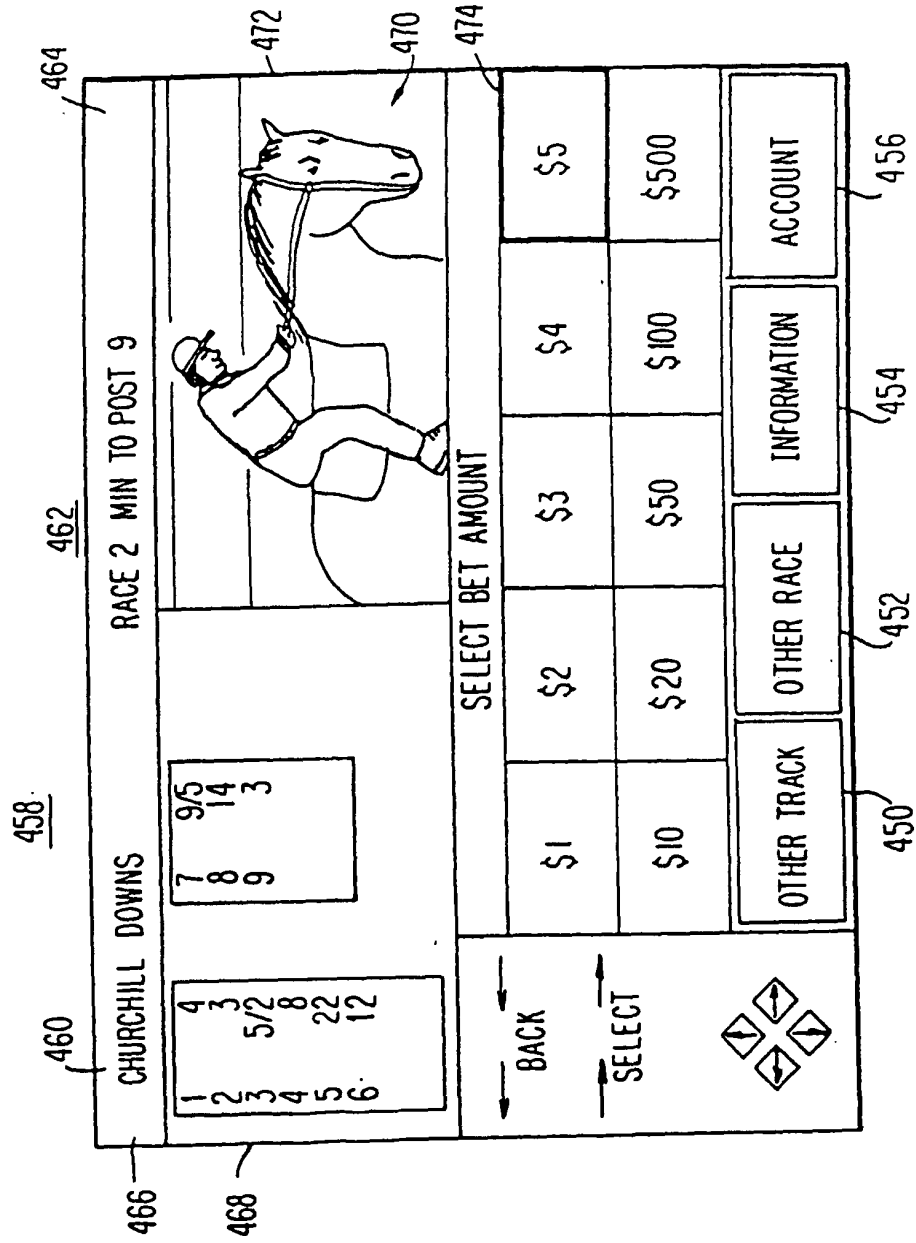 458
462
460
464
466
CHURCHILL DOWNS
RACE 2 MIN TO POST 9
472
468
1 4
2 3
3 5/2
4 8
5 22
6 12
7 9/5
8 14
9 3
470
474
BACK
SELECT
SELECT BET AMOUNT
$1 $2 $3 $4 $5
$10 $20 $50 $100 $500
OTHER TRACK OTHER RACE INFORMATION ACCOUNT
450 452 454 456